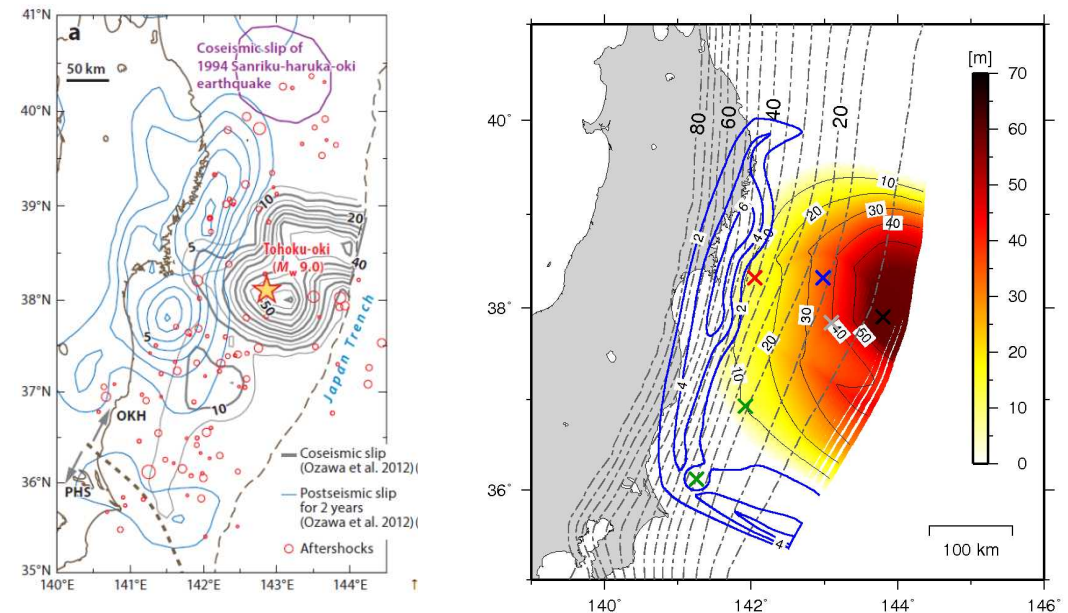 a
50 km
Coseismic slip of
1994 Sanriku-haruka-oki
earthquake
41°N
40°N
39°N
38°N
37°N
36°N
35°N
10
20
5
Tohoku-oki
(Mw 9.0)
40
50
5
10
Japan Trench
OKH
PHS
Coseismic slip
(Ozawa et al. 2012)(
Postseismic slip
for 2 years
(Ozawa et al. 2012)(
Aftershocks
140°E
141°E
142°E
143°E
144°E
↑
40°
38°
36°
80
60
40
20
10
20
30
40
2
6
4
0
2
4
10
20
30
40
4
100 km
140°
142°
144°
146°
[m]
70
60
50
40
30
20
10
0